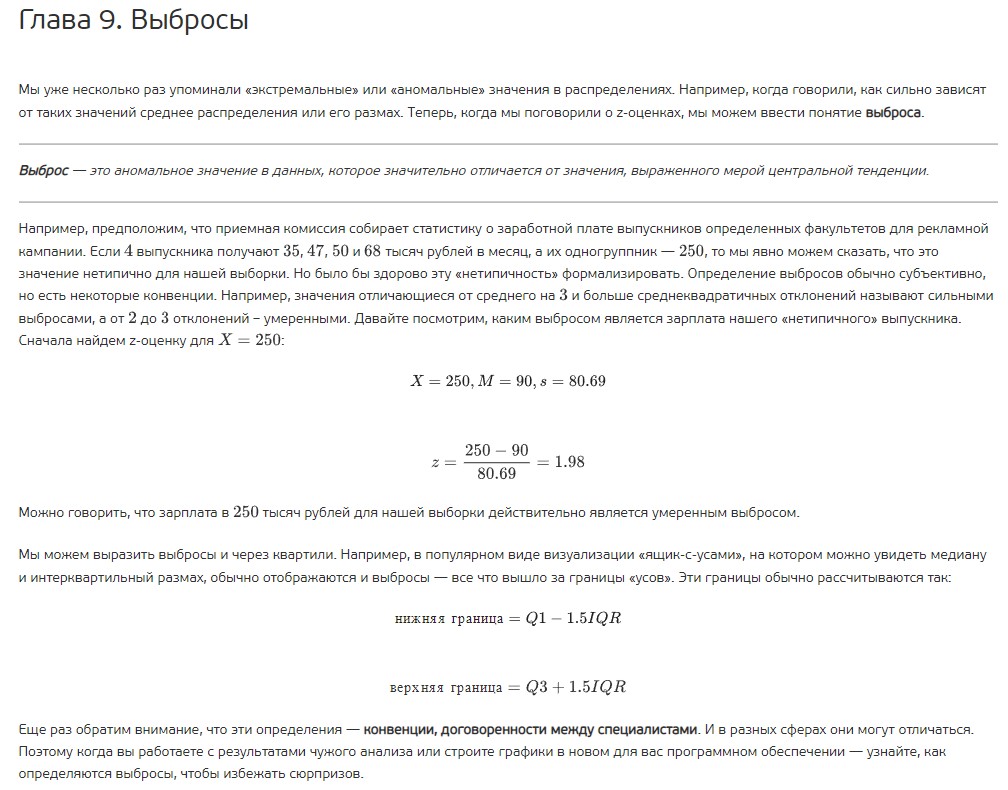 Глава 9. Выбросы
Мы уже несколько раз упоминали «экстремальные» или «аномальные» значения в распределениях. Например, когда говорили, как сильно зависят
от таких значений среднее распределения или его размах. Теперь, когда мы поговорили о z-оценках, мы можем ввести понятие выброса.
Выброс — это аномальное значение в данных, которое значительно отличается от значения, выраженного мерой центральной тенденции.
Например, предположим, что приемная комиссия собирает статистику о заработной плате выпускников определенных факультетов для рекламной
кампании. Если 4 выпускника получают 35, 47, 50 и 68 тысяч рублей в месяц, а их одногруппник — 250, то мы явно можем сказать, что это
значение нетипично для нашей выборки. Но было бы здорово эту «нетипичность» формализировать. Определение выбросов обычно субъективно,
но есть некоторые конвенции. Например, значения отличающиеся от среднего на 3 и больше среднеквадратичных отклонений называют сильными
выбросами, а от 2 до 3 отклонений – умеренными. Давайте посмотрим, каким выбросом является зарплата нашего «нетипичного» выпускника.
Сначала найдем z-оценку для X = 250:
X = 250, M = 90, s = 80.69
z = \frac{250 − 90}{80.69} = 1.98
Можно говорить, что зарплата в 250 тысяч рублей для нашей выборки действительно является умеренным выбросом.
Мы можем выразить выбросы и через квартили. Например, в популярном виде визуализации «ящик-с-усами», на котором можно увидеть медиану
и интерквартильный размах, обычно отображаются и выбросы — все что вышло за границы «усов». Эти границы обычно рассчитываются так:
нижняя граница = Q1 − 1.5IQR
верхняя граница = Q3 + 1.5IQR
Еще раз обратим внимание, что эти определения — конвенции, договоренности между специалистами. И в разных сферах они могут отличаться.
Поэтому когда вы работаете с результатами чужого анализа или строите графики в новом для вас программном обеспечении — узнайте, как
определяются выбросы, чтобы избежать сюрпризов.